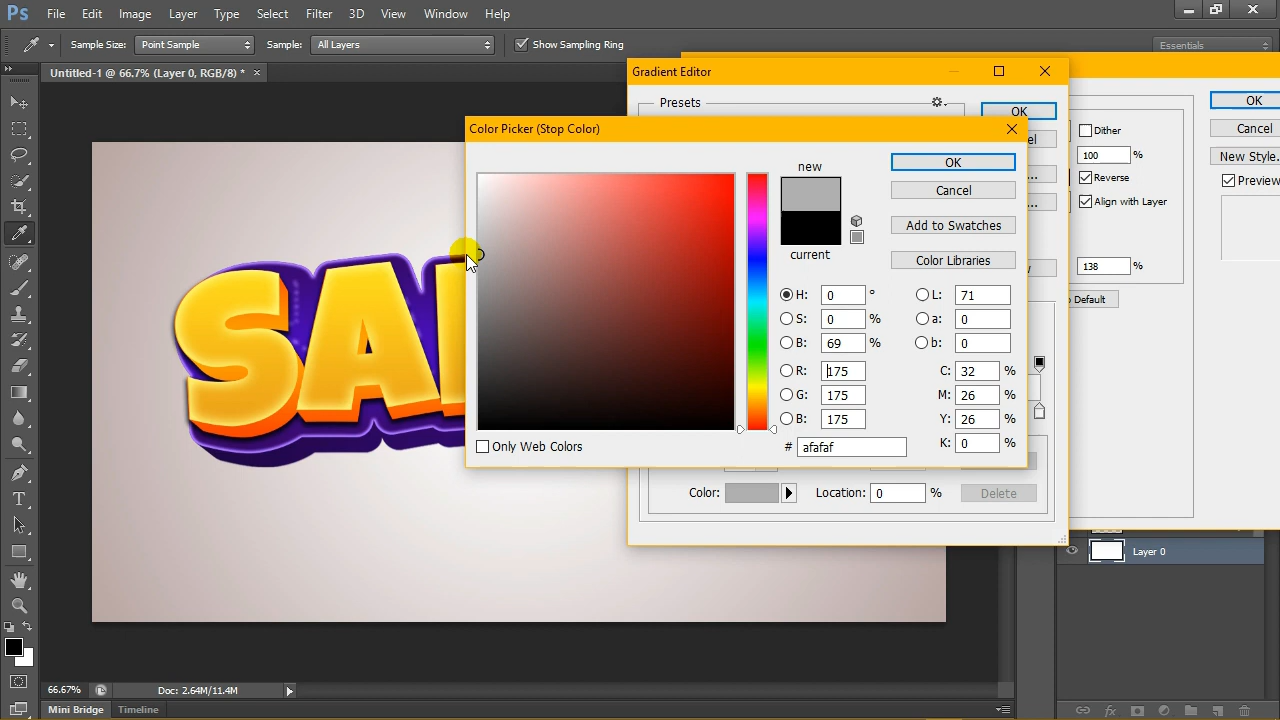 Ps File Edit Image Layer Type Select Filter 3D View Window Help
Sample Size: Point Sample Sample: All Layers Show Sampling Ring Essentials
Untitled-1 @ 66.7% (Layer 0, RGB/8) * ×
Gradient Editor
Presets
OK
OK
Cancel
New Style...
Preview
Dither
100 %
Reverse
Align with Layer
138 %
Default
Color Picker (Stop Color)
new
current
OK
Cancel
Add to Swatches
Color Libraries
H: 0 °
S: 0 %
B: 69 %
R: 175
G: 175
B: 175
L: 71
a: 0
b: 0
C: 32 %
M: 26 %
Y: 26 %
K: 0 %
# afafaf
Only Web Colors
Color: Location: 0 % Delete
Layer 0
SA
T
66.67% Doc: 2.64M/11.4M
Mini Bridge Timeline
fx